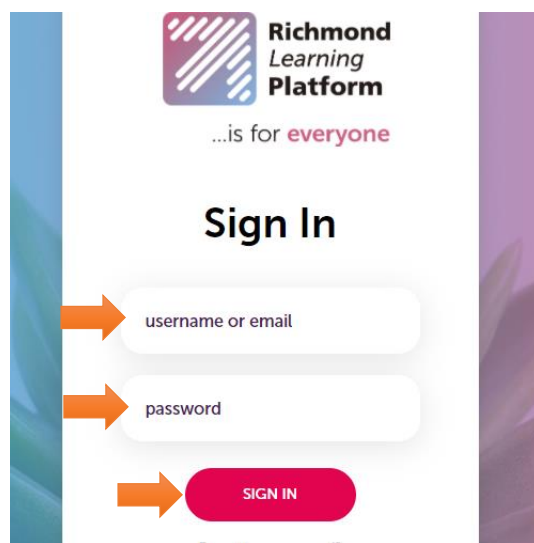 Richmond
Learning
Platform
...is for everyone
Sign In
username or email
password
SIGN IN